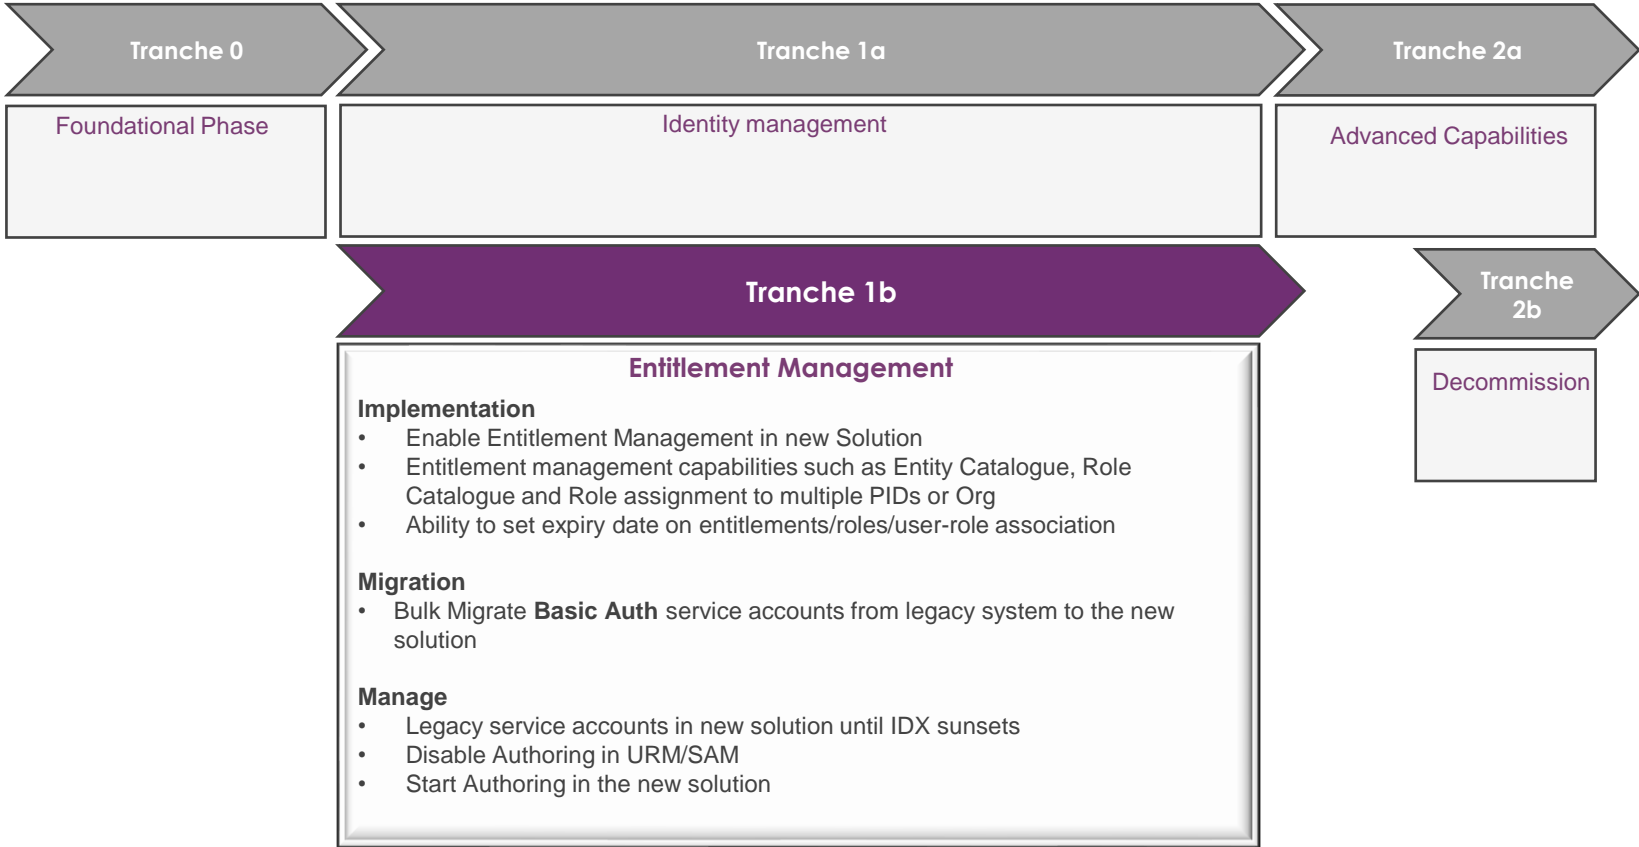 Tranche 0
Tranche 1a
Tranche 2a
Foundational Phase
Identity management
Advanced Capabilities
Tranche 1b
Tranche
2b
Entitlement Management
Decommission
Implementation
• Enable Entitlement Management in new Solution
• Entitlement management capabilities such as Entity Catalogue, Role
Catalogue and Role assignment to multiple PIDs or Org
• Ability to set expiry date on entitlements/roles/user-role association
Migration
• Bulk Migrate Basic Auth service accounts from legacy system to the new
solution
Manage
• Legacy service accounts in new solution until IDX sunsets
• Disable Authoring in URM/SAM
• Start Authoring in the new solution